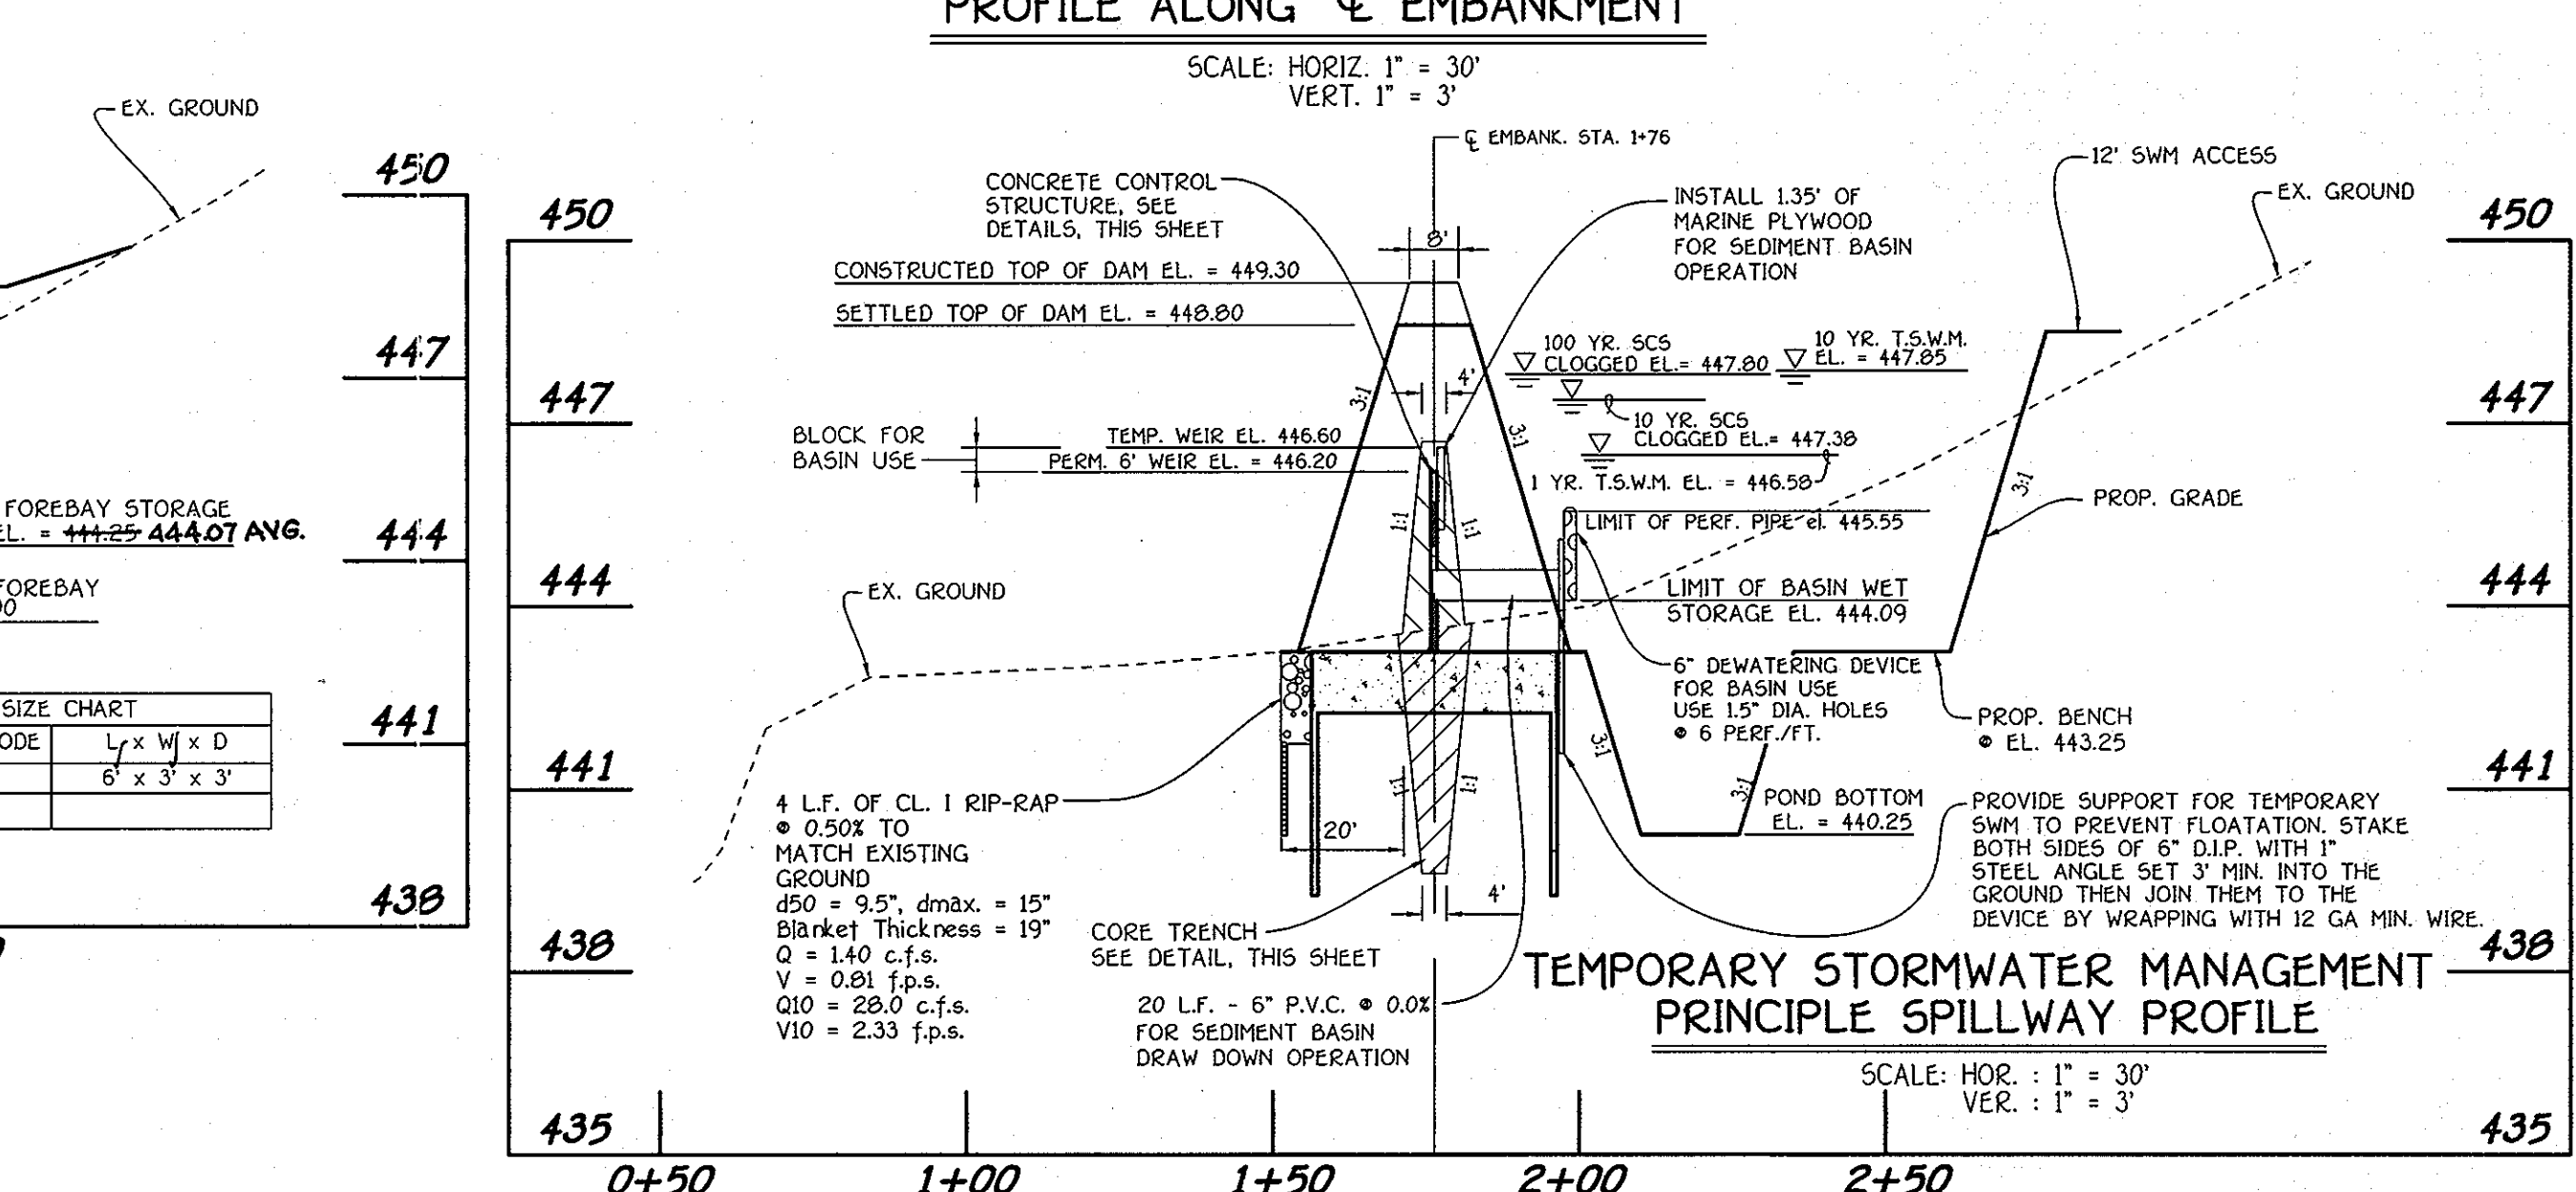 PROFILE ALONG ℄ EMBANKMENT
SCALE: HORIZ. 1" = 30'
VERT. 1" = 3'
EX. GROUND
450
447
444
441
438
FOREBAY STORAGE
EL. = 444.25 444.07 AVG.
FOREBAY
SIZE CHART
ODE
L x W x D
6' x 3' x 3'
450
447
444
441
438
435
℄ EMBANK. STA. 1+76
CONCRETE CONTROL
STRUCTURE, SEE
DETAILS, THIS SHEET
8'
INSTALL 1.35' OF
MARINE PLYWOOD
FOR SEDIMENT BASIN
OPERATION
12' SWM ACCESS
EX. GROUND
CONSTRUCTED TOP OF DAM EL. = 449.30
SETTLED TOP OF DAM EL. = 448.80
100 YR. SCS
CLOGGED EL.= 447.80
10 YR. T.S.W.M.
EL. = 447.85
4'
3:1
3:1
10 YR. SCS
CLOGGED EL.= 447.38
BLOCK FOR
BASIN USE
TEMP. WEIR EL. 446.60
PERM. 6' WEIR EL. = 446.20
1 YR. T.S.W.M. EL. = 446.58
3:1
PROP. GRADE
1:1
1:1
LIMIT OF PERF. PIPE el. 445.55
EX. GROUND
LIMIT OF BASIN WET
STORAGE EL. 444.09
6" DEWATERING DEVICE
FOR BASIN USE
USE 1.5" DIA. HOLES
@ 6 PERF./FT.
PROP. BENCH
@ EL. 443.25
3:1
3:1
1:1
1:1
POND BOTTOM
EL. = 440.25
4 L.F. OF CL. I RIP-RAP
@ 0.50% TO
MATCH EXISTING
GROUND
d50 = 9.5", dmax. = 15"
Blanket Thickness = 19"
Q = 1.40 c.f.s.
V = 0.81 f.p.s.
Q10 = 28.0 c.f.s.
V10 = 2.33 f.p.s.
20'
4'
CORE TRENCH
SEE DETAIL, THIS SHEET
20 L.F. - 6" P.V.C. @ 0.0%
FOR SEDIMENT BASIN
DRAW DOWN OPERATION
PROVIDE SUPPORT FOR TEMPORARY
SWM TO PREVENT FLOATATION. STAKE
BOTH SIDES OF 6" D.I.P. WITH 1"
STEEL ANGLE SET 3' MIN. INTO THE
GROUND THEN JOIN THEM TO THE
DEVICE BY WRAPPING WITH 12 GA MIN. WIRE.
TEMPORARY STORMWATER MANAGEMENT
PRINCIPLE SPILLWAY PROFILE
SCALE: HOR. : 1" = 30'
VER. : 1" = 3'
450
447
444
441
438
435
0+50
1+00
1+50
2+00
2+50